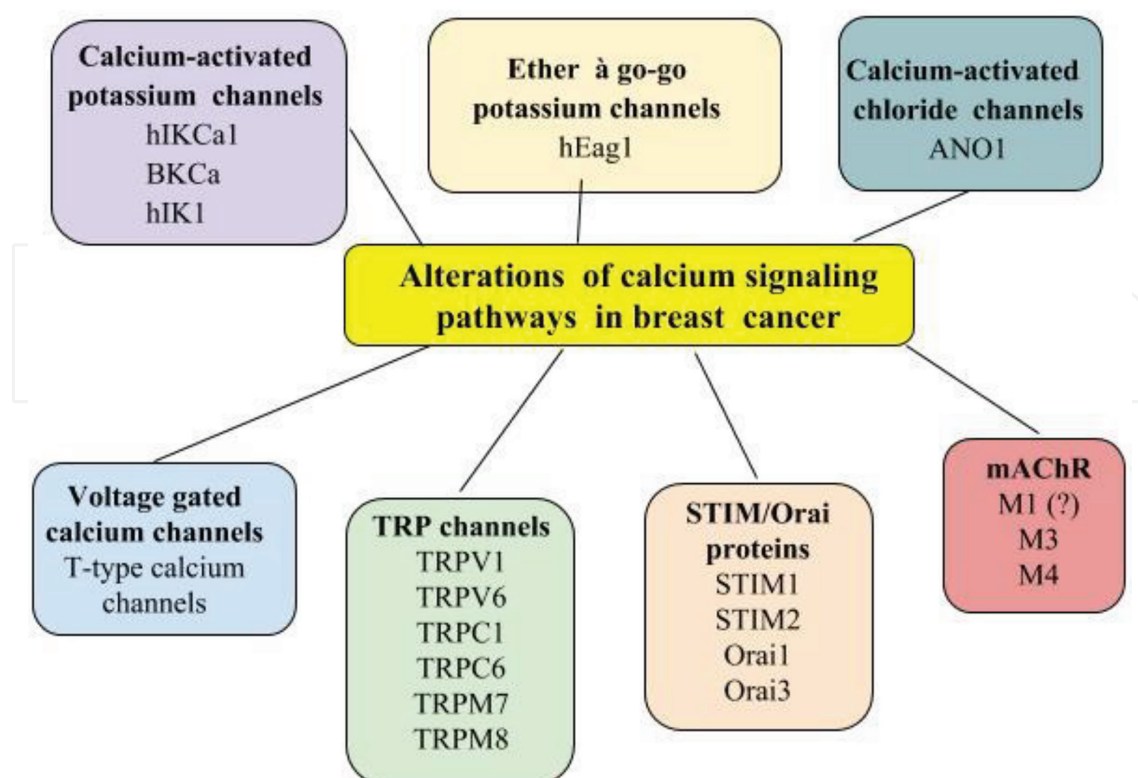 Calcium-activated
potassium channels
hIKCa1
BKCa
hIK1
Ether à go-go
potassium channels
hEag1
Calcium-activated
chloride channels
ANO1
Alterations of calcium signaling
pathways in breast cancer
Voltage gated
calcium channels
T-type calcium
channels
TRP channels
TRPV1
TRPV6
TRPC1
TRPC6
TRPM7
TRPM8
STIM/Orai
proteins
STIM1
STIM2
Orai1
Orai3
mAChR
M1 (?)
M3
M4